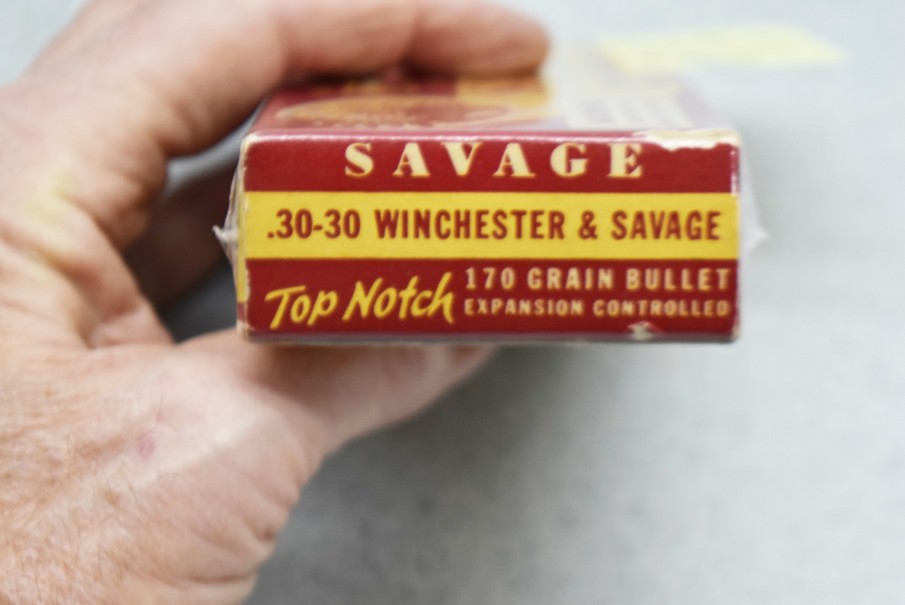 SAVAGE
.30-30 WINCHESTER & SAVAGE
Top Notch
170 GRAIN BULLET
EXPANSION CONTROLLED